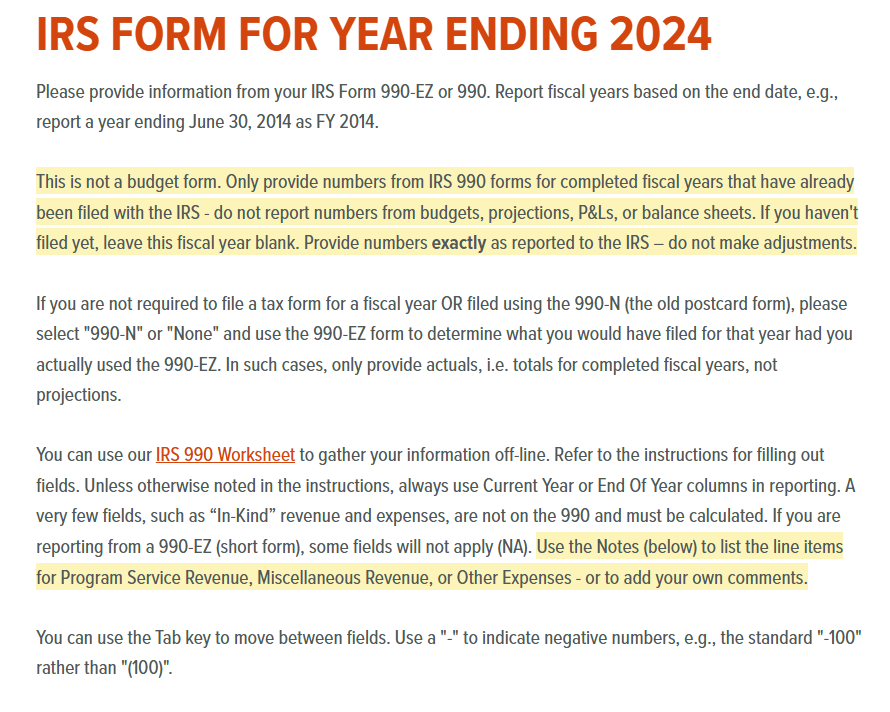 IRS FORM FOR YEAR ENDING 2024
Please provide information from your IRS Form 990-EZ or 990. Report fiscal years based on the end date, e.g.,
report a year ending June 30, 2014 as FY 2014.
This is not a budget form. Only provide numbers from IRS 990 forms for completed fiscal years that have already
been filed with the IRS - do not report numbers from budgets, projections, P&Ls, or balance sheets. If you haven't
filed yet, leave this fiscal year blank. Provide numbers exactly as reported to the IRS – do not make adjustments.
If you are not required to file a tax form for a fiscal year OR filed using the 990-N (the old postcard form), please
select "990-N" or "None" and use the 990-EZ form to determine what you would have filed for that year had you
actually used the 990-EZ. In such cases, only provide actuals, i.e. totals for completed fiscal years, not
projections.
You can use our IRS 990 Worksheet to gather your information off-line. Refer to the instructions for filling out
fields. Unless otherwise noted in the instructions, always use Current Year or End Of Year columns in reporting. A
very few fields, such as “In-Kind” revenue and expenses, are not on the 990 and must be calculated. If you are
reporting from a 990-EZ (short form), some fields will not apply (NA). Use the Notes (below) to list the line items
for Program Service Revenue, Miscellaneous Revenue, or Other Expenses - or to add your own comments.
You can use the Tab key to move between fields. Use a "-" to indicate negative numbers, e.g., the standard "-100"
rather than "(100)".